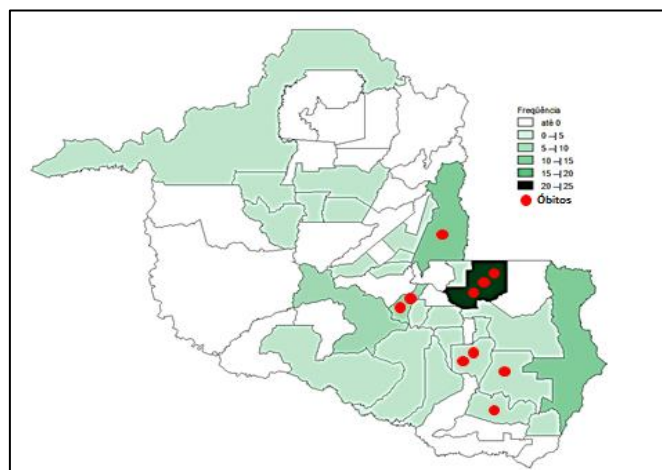 Freqüência
até 0
0 ─┤ 5
5 ─┤ 10
10 ─┤ 15
15 ─┤ 20
20 ─┤ 25
Óbitos